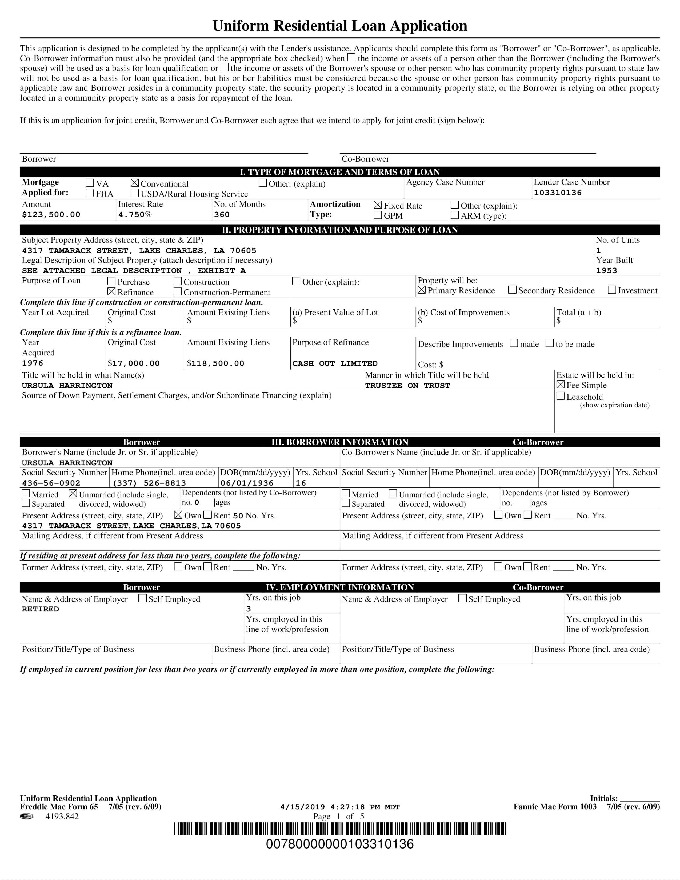 Uniform Residential Loan Application
This application is designed to be completed by the applicant(s) with the Lender's assistance. Applicants should complete this form as "Borrower" or "Co-Borrower", as applicable.
Co-Borrower information must also be provided (and the appropriate box checked) when the income or assets of a person other than the Borrower (including the Borrower's
spouse) will be used as a basis for loan qualification or the income or assets of the Borrower's spouse or other person who has community property rights pursuant to state law
will not be used as a basis for loan qualification, but his or her liabilities must be considered because the spouse or other person has community property rights pursuant to
applicable law and Borrower resides in a community property state, the security property is located in a community property state, or the Borrower is relying on other property
located in a community property state as a basis for repayment of the loan.
If this is an application for joint credit, Borrower and Co-Borrower each agree that we intend to apply for joint credit (sign below):
Borrower Co-Borrower
I. TYPE OF MORTGAGE AND TERMS OF LOAN
Mortgage VA Conventional Other: (explain) Agency Case Number Lender Case Number
Applied for: FHA USDA/Rural Housing Service 103310136
Amount Interest Rate No. of Months Amortization Fixed Rate Other (explain):
$123,500.00 4.750% 360 Type: GPM ARM (type):
II. PROPERTY INFORMATION AND PURPOSE OF LOAN
Subject Property Address (street, city, state & ZIP) No. of Units
4317 TAMARACK STREET, LAKE CHARLES, LA 70605 1
Legal Description of Subject Property (attach description if necessary) Year Built
SEE ATTACHED LEGAL DESCRIPTION , EXHIBIT A 1953
Purpose of Loan Purchase Construction Other (explain): Property will be:
Refinance Construction-Permanent Primary Residence Secondary Residence Investment
Complete this line if construction or construction-permanent loan.
Year Lot Acquired Original Cost Amount Existing Liens (a) Present Value of Lot (b) Cost of Improvements Total (a + b)
$ $ $ $ $
Complete this line if this is a refinance loan.
Year Original Cost Amount Existing Liens Purpose of Refinance Describe Improvements made to be made
Acquired
1976 $17,000.00 $118,500.00 CASH OUT LIMITED Cost: $
Title will be held in what Name(s) Manner in which Title will be held Estate will be held in:
URSULA HARRINGTON TRUSTEE ON TRUST Fee Simple
Source of Down Payment, Settlement Charges, and/or Subordinate Financing (explain) Leasehold
(show expiration date)
Borrower III. BORROWER INFORMATION Co-Borrower
Borrower's Name (include Jr. or Sr. if applicable) Co-Borrower's Name (include Jr. or Sr. if applicable)
URSULA HARRINGTON
Social Security Number Home Phone(incl. area code) DOB(mm/dd/yyyy) Yrs. School Social Security Number Home Phone(incl. area code) DOB(mm/dd/yyyy) Yrs. School
436-56-0902 (337) 526-8813 06/01/1936 16
Married Unmarried (include single, Dependents (not listed by Co-Borrower) Married Unmarried (include single, Dependents (not listed by Borrower)
Separated divorced, widowed) no. 0 ages Separated divorced, widowed) no. ages
Present Address (street, city, state, ZIP) Own Rent 50 No. Yrs. Present Address (street, city, state, ZIP) Own Rent ____ No. Yrs.
4317 TAMARACK STREET, LAKE CHARLES, LA 70605
Mailing Address, if different from Present Address Mailing Address, if different from Present Address
If residing at present address for less than two years, complete the following:
Former Address (street, city, state, ZIP) Own Rent ____ No. Yrs. Former Address (street, city, state, ZIP) Own Rent ____ No. Yrs.
Borrower IV. EMPLOYMENT INFORMATION Co-Borrower
Name & Address of Employer Self Employed Yrs. on this job Name & Address of Employer Self Employed Yrs. on this job
RETIRED 3
Yrs. employed in this Yrs. employed in this
line of work/profession line of work/profession
Position/Title/Type of Business Business Phone (incl. area code) Position/Title/Type of Business Business Phone (incl. area code)
If employed in current position for less than two years or if currently employed in more than one position, complete the following:
Uniform Residential Loan Application Initials: ________
Freddie Mac Form 65 7/05 (rev. 6/09) 4/15/2019 4:27:18 PM MDT Fannie Mae Form 1003 7/05 (rev. 6/09)
4193.842 Page 1 of 5
00780000000103310136